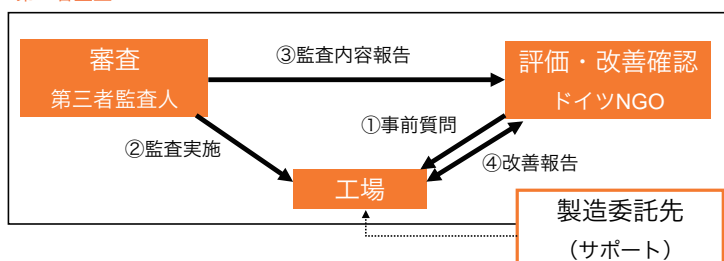 審査
第三者監査人
③監査内容報告
評価・改善確認
ドイツNGO
①事前質問
②監査実施
④改善報告
工場
製造委託先
（サポート）